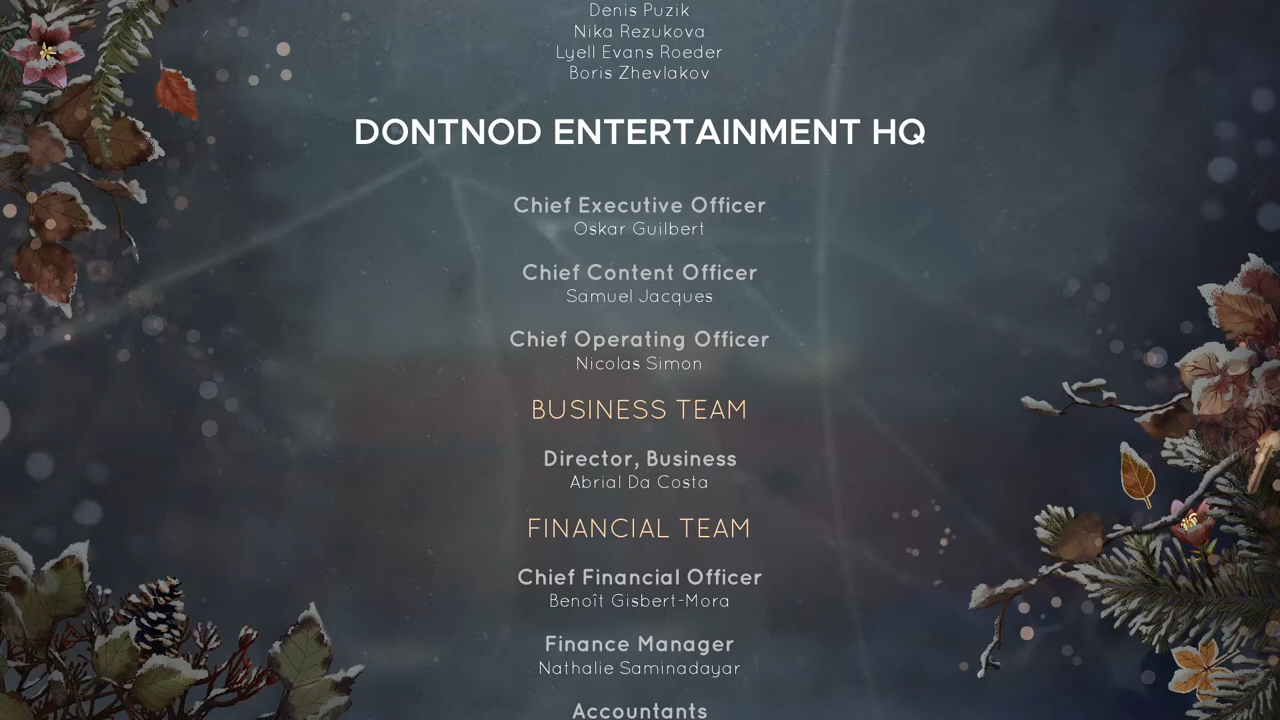 Denis Puzik
Nika Rezukova
Lyell Evans Roeder
Boris Zhevlakov
DONTNOD ENTERTAINMENT HQ
Chief Executive Officer
Oskar Guilbert
Chief Content Officer
Samuel Jacques
Chief Operating Officer
Nicolas Simon
BUSINESS TEAM
Director, Business
Abrial Da Costa
FINANCIAL TEAM
Chief Financial Officer
Benoît Gisbert-Mora
Finance Manager
Nathalie Saminadayar
Accountants